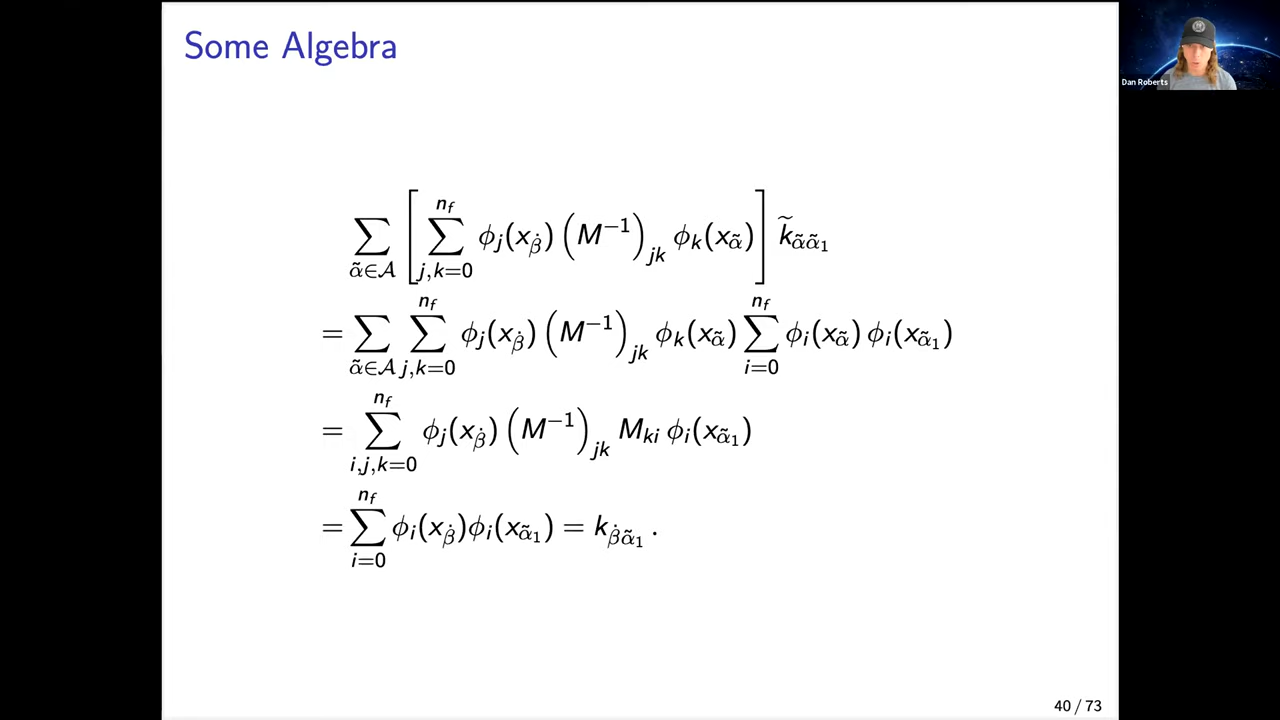 Some Algebra
Dan Roberts
$\sum_{\tilde{\alpha}\in\mathcal{A}} \left[ \sum_{j,k=0}^{n_f} \phi_j(x_{\dot{\beta}}) \left(M^{-1}\right)_{jk} \phi_k(x_{\tilde{\alpha}}) \right] \widetilde{k}_{\tilde{\alpha}\tilde{\alpha}_1}$
$= \sum_{\tilde{\alpha}\in\mathcal{A}} \sum_{j,k=0}^{n_f} \phi_j(x_{\dot{\beta}}) \left(M^{-1}\right)_{jk} \phi_k(x_{\tilde{\alpha}}) \sum_{i=0}^{n_f} \phi_i(x_{\tilde{\alpha}}) \, \phi_i(x_{\tilde{\alpha}_1})$
$= \sum_{i,j,k=0}^{n_f} \phi_j(x_{\dot{\beta}}) \left(M^{-1}\right)_{jk} M_{ki} \, \phi_i(x_{\tilde{\alpha}_1})$
$= \sum_{i=0}^{n_f} \phi_i(x_{\dot{\beta}}) \phi_i(x_{\tilde{\alpha}_1}) = k_{\dot{\beta}\tilde{\alpha}_1} .$
40 / 73